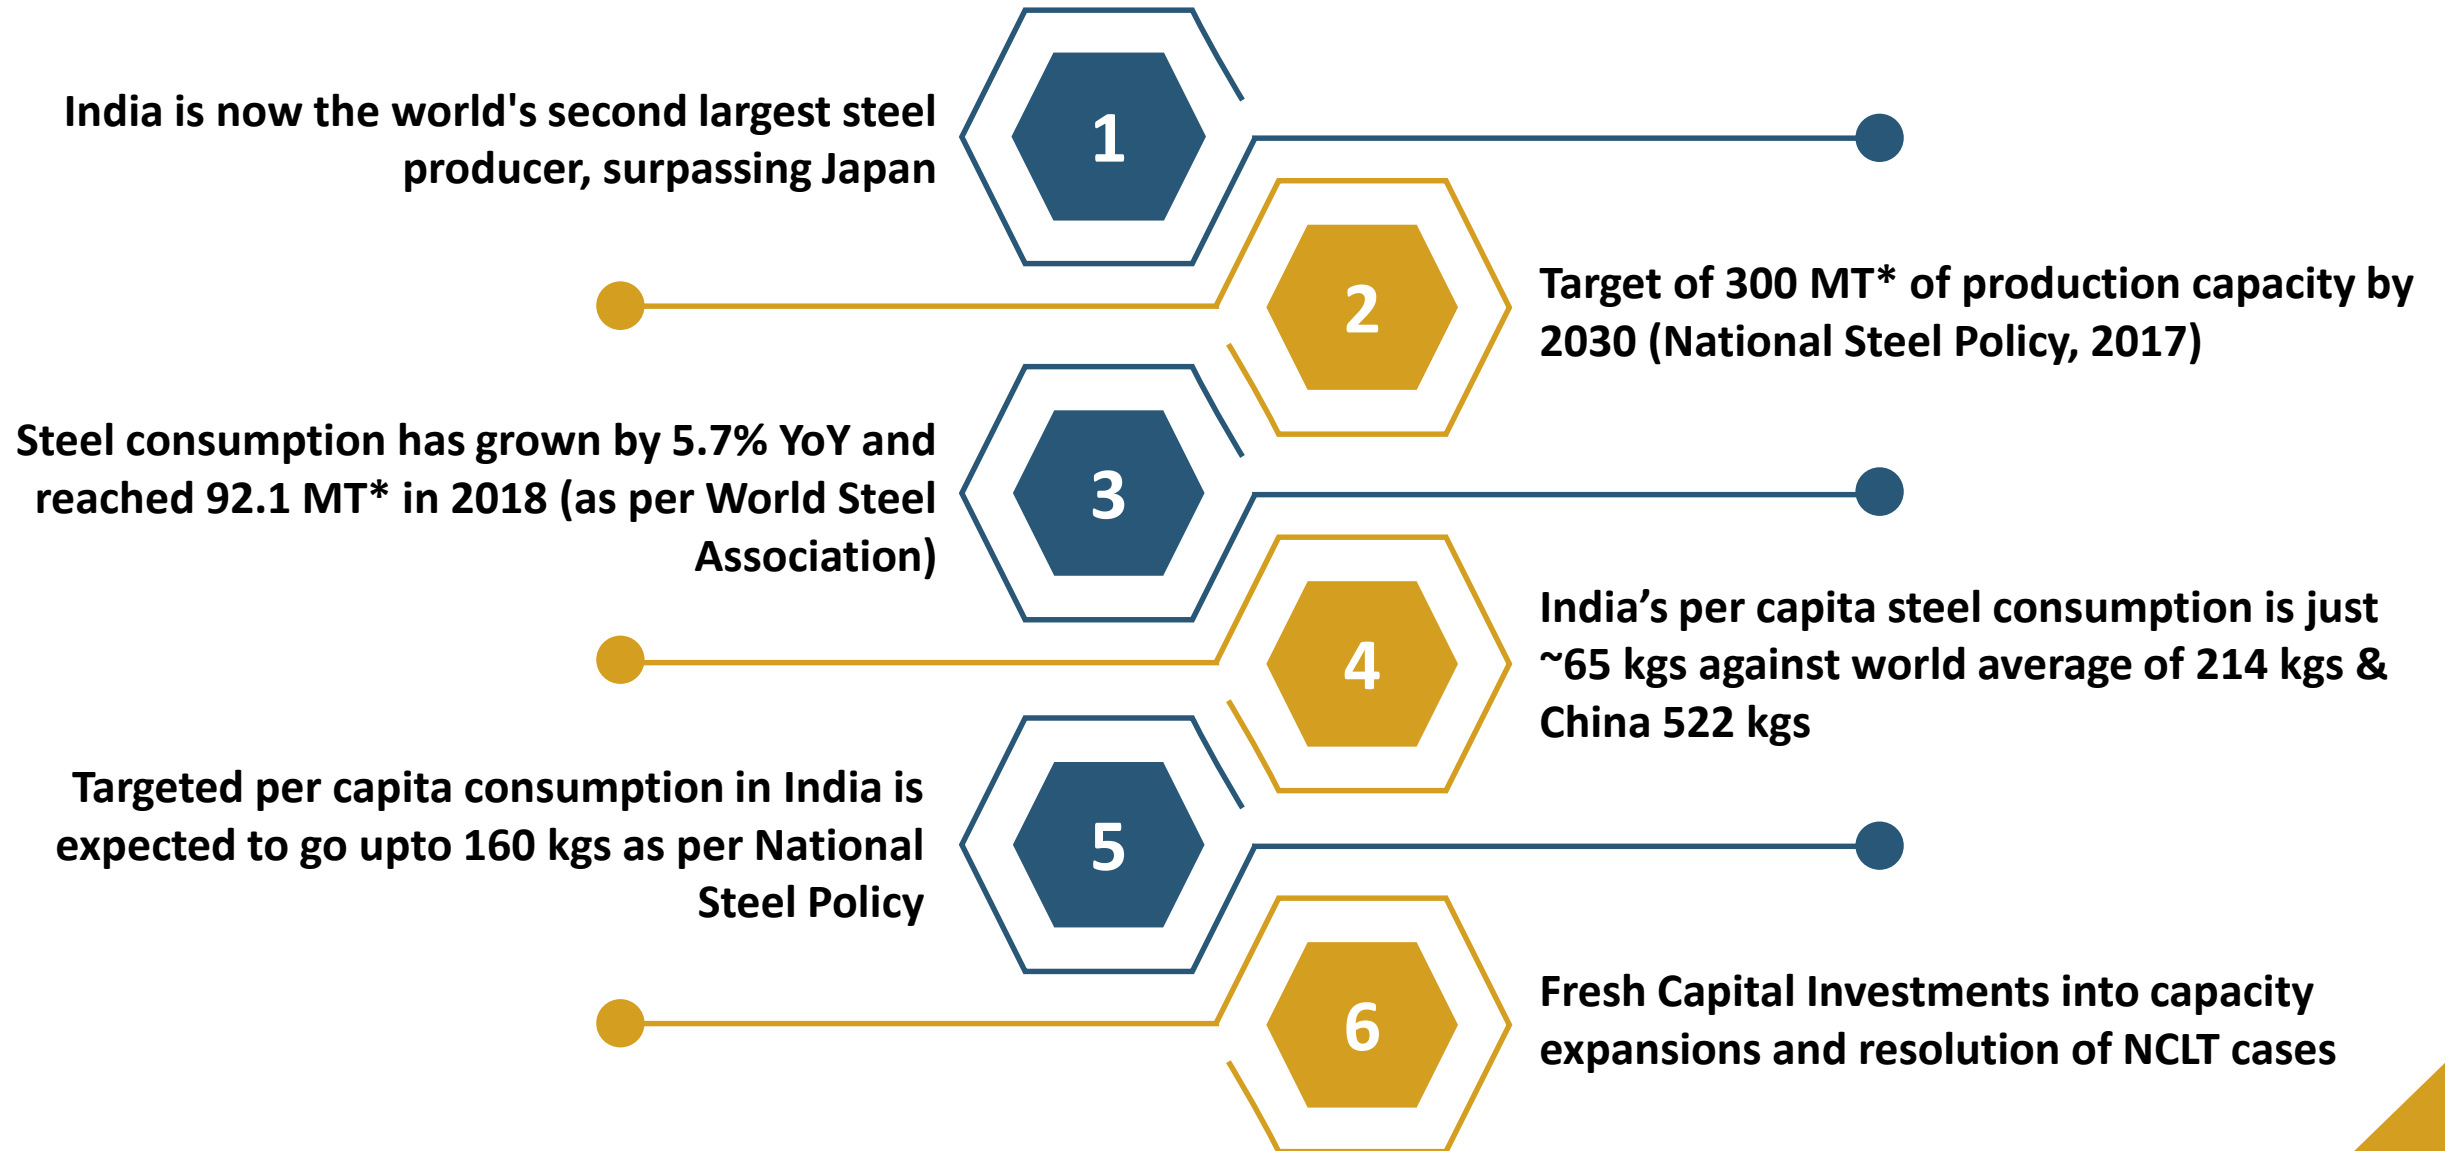 India is now the world's second largest steel
producer, surpassing Japan
1
2
Target of 300 MT* of production capacity by
2030 (National Steel Policy, 2017)
Steel consumption has grown by 5.7% YoY and
reached 92.1 MT* in 2018 (as per World Steel
Association)
3
4
India’s per capita steel consumption is just
~65 kgs against world average of 214 kgs &
China 522 kgs
Targeted per capita consumption in India is
expected to go upto 160 kgs as per National
Steel Policy
5
6
Fresh Capital Investments into capacity
expansions and resolution of NCLT cases